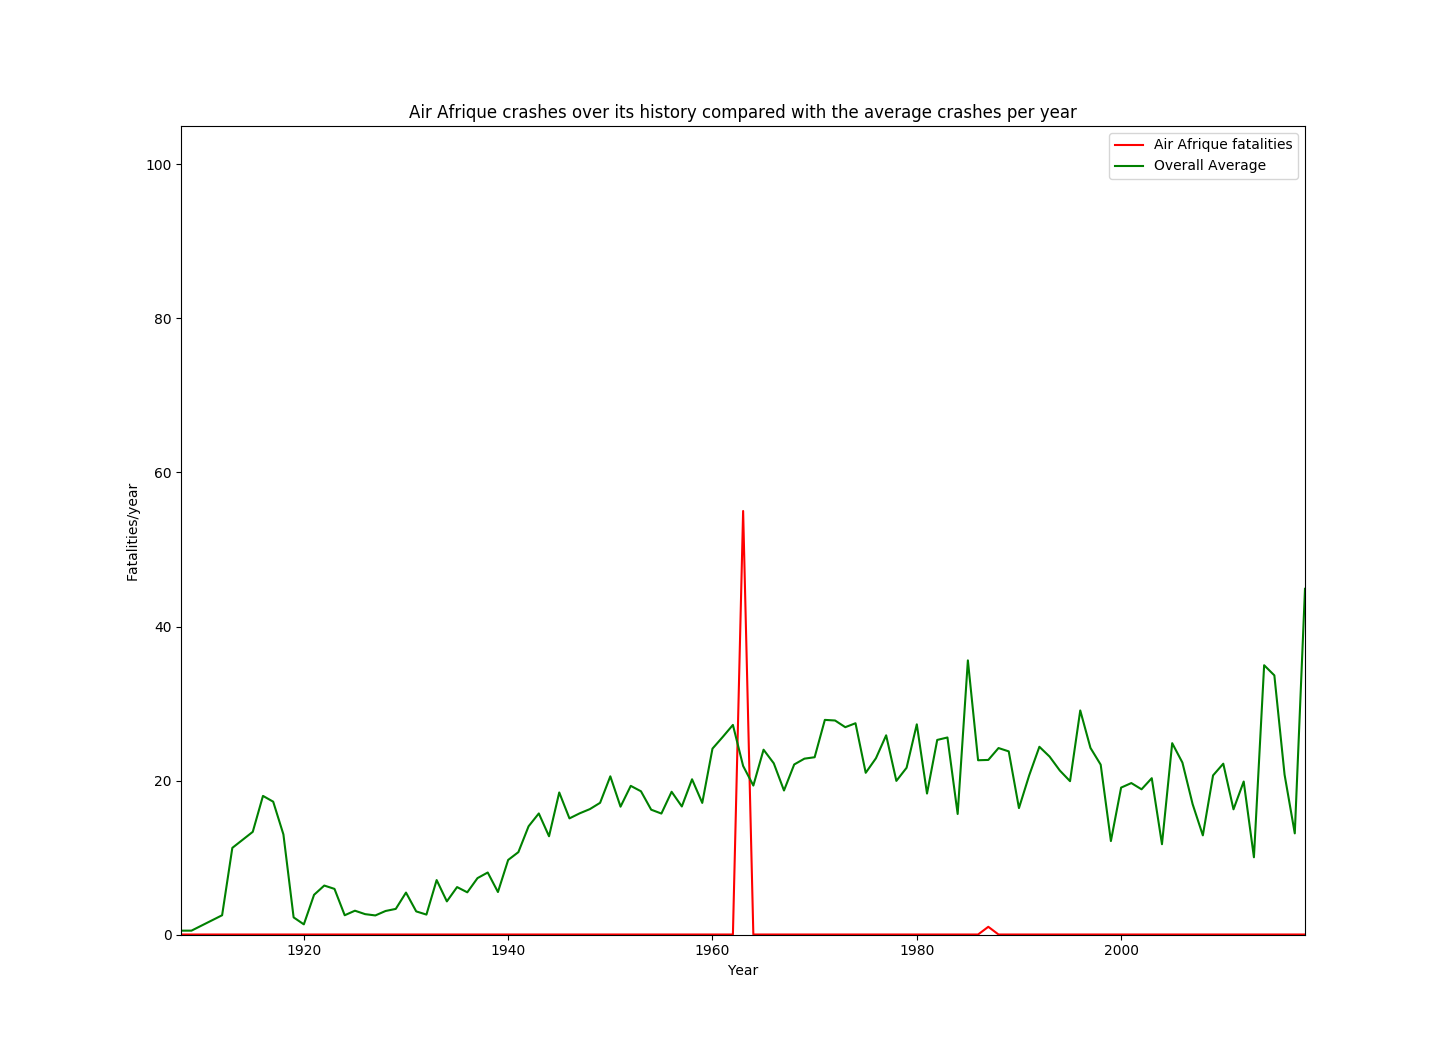 Air Afrique crashes over its history compared with the average crashes per year
Air Afrique fatalities
Overall Average
100
80
60
40
20
0
Fatalities/year
1920 1940 1960 1980 2000
Year